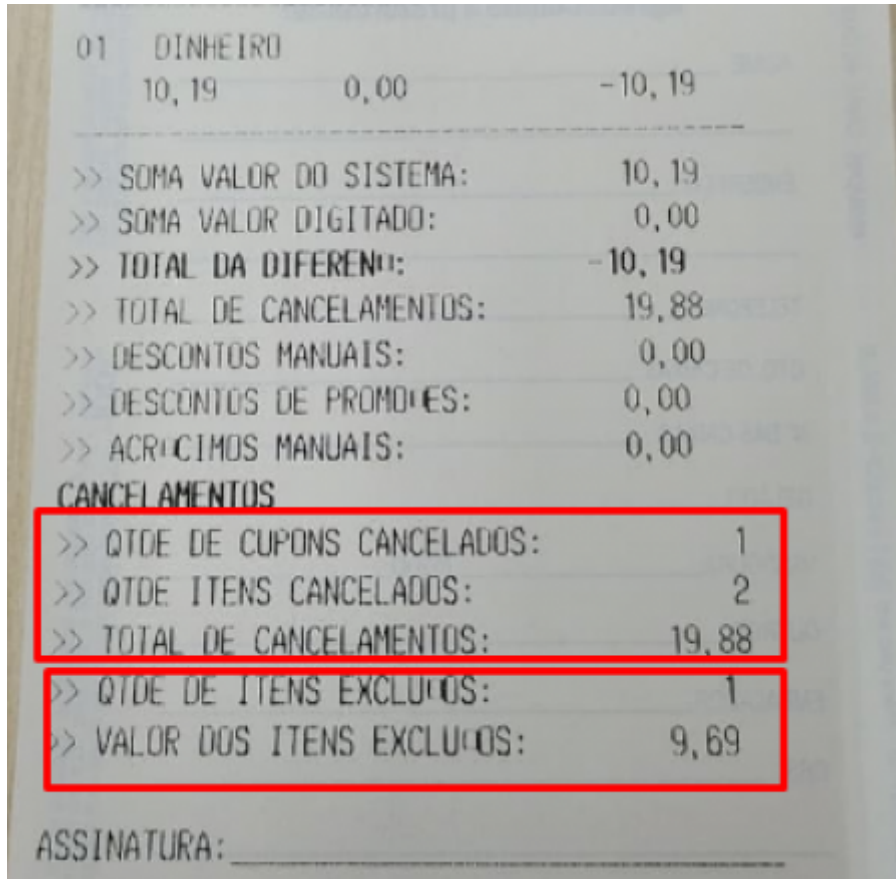 01 DINHEIRO
10,19 0,00 -10,19
>> SOMA VALOR DO SISTEMA: 10,19
>> SOMA VALOR DIGITADO: 0,00
>> TOTAL DA DIFEREN: -10,19
>> TOTAL DE CANCELAMENTOS: 19,88
>> DESCONTOS MANUAIS: 0,00
>> DESCONTOS DE 0,00
>> MANUAIS: 0,00
CANCELAMENTOS
>> QTDE DE CUPONS CANCELADOS: 1
>> QTDE ITENS CANCELADOS: 2
>> TOTAL DE CANCELAMENTOS: 19,88
>> QTDE DE ITENS 1
>> VALOR DOS ITENS 9,69
ASSINATURA: